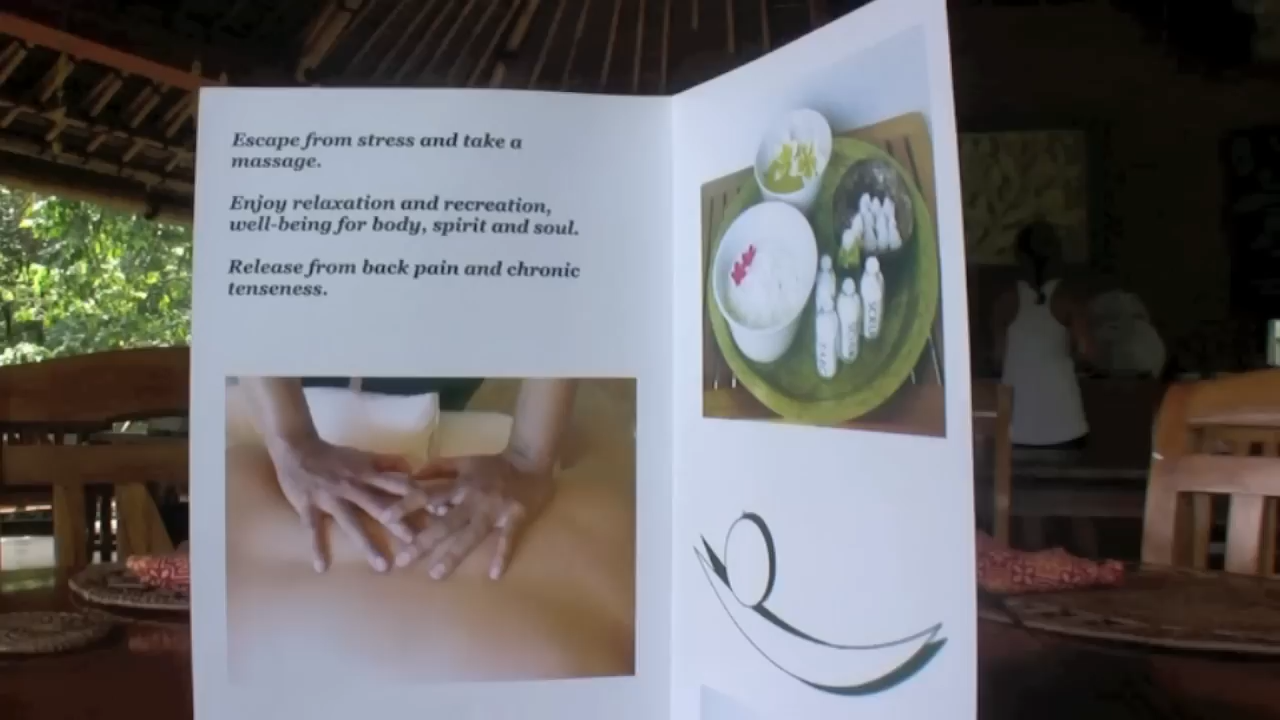 Escape from stress and take a
massage.
Enjoy relaxation and recreation,
well-being for body, spirit and soul.
Release from back pain and chronic
tenseness.